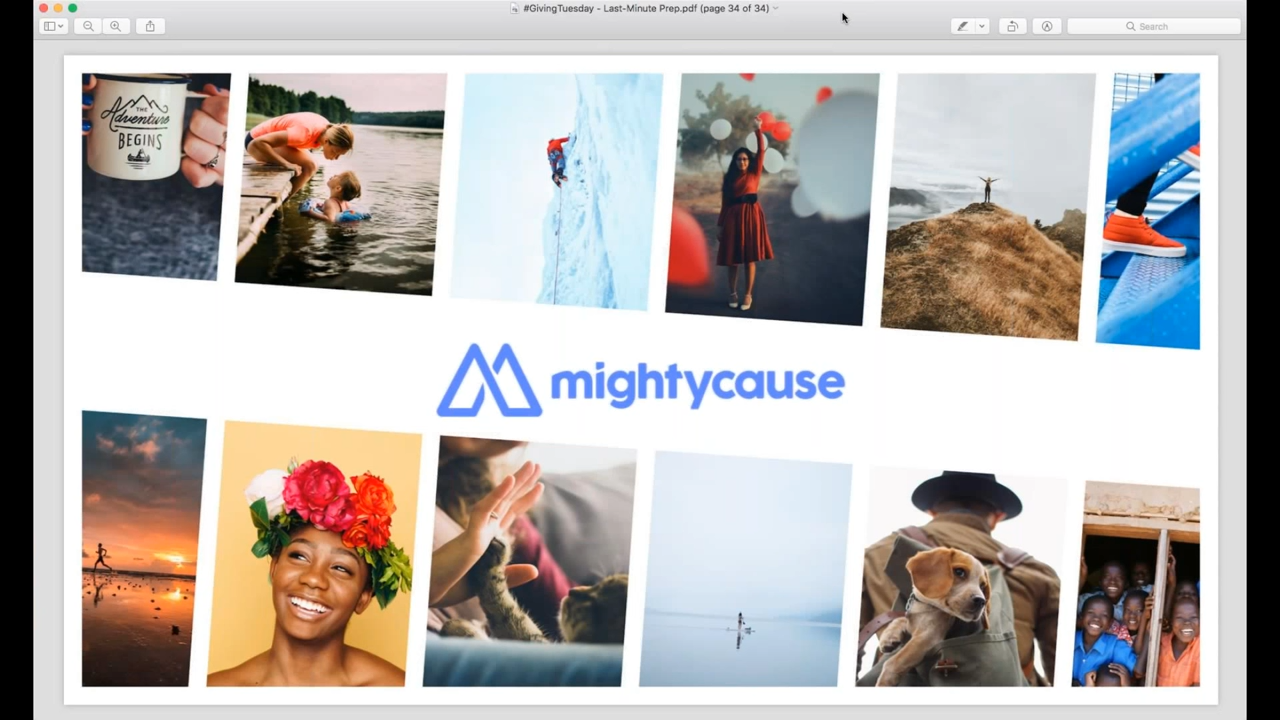 #GivingTuesday - Last-Minute Prep.pdf (page 34 of 34)
Search
THE
Adventure
BEGINS
mightycause